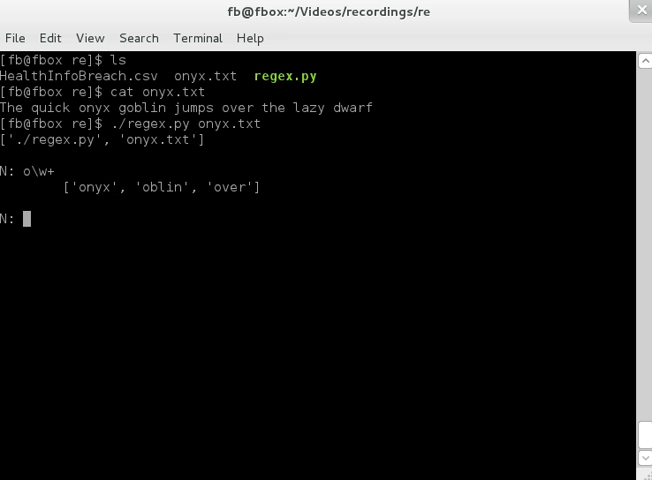 fb@fbox:~/Videos/recordings/re
File Edit View Search Terminal Help
[fb@fbox re]$ ls
HealthInfoBreach.csv onyx.txt regex.py
[fb@fbox re]$ cat onyx.txt
The quick onyx goblin jumps over the lazy dwarf
[fb@fbox re]$ ./regex.py onyx.txt
['./regex.py', 'onyx.txt']
N: o\w+
['onyx', 'oblin', 'over']
N: